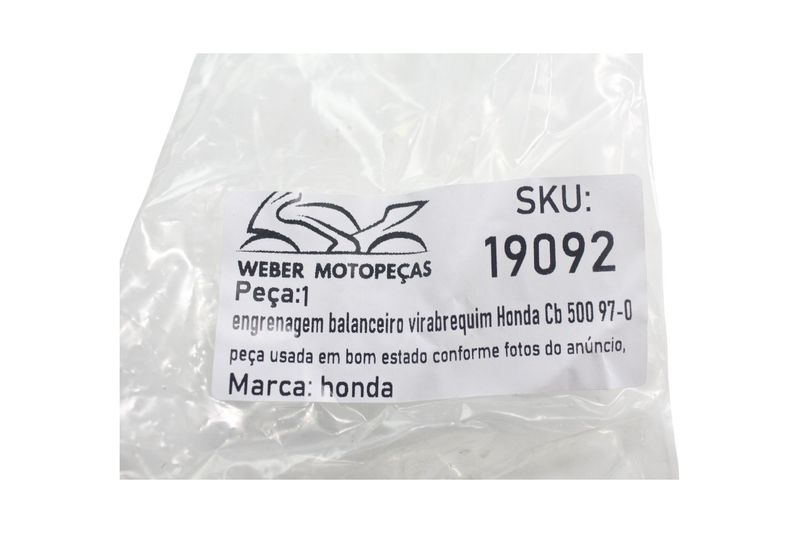 SKU:
19092
WEBER MOTOPEÇAS
Peça:1
engrenagem balanceiro virabrequim Honda Cb 500 97-0
peça usada em bom estado conforme fotos do anúncio,
Marca: honda